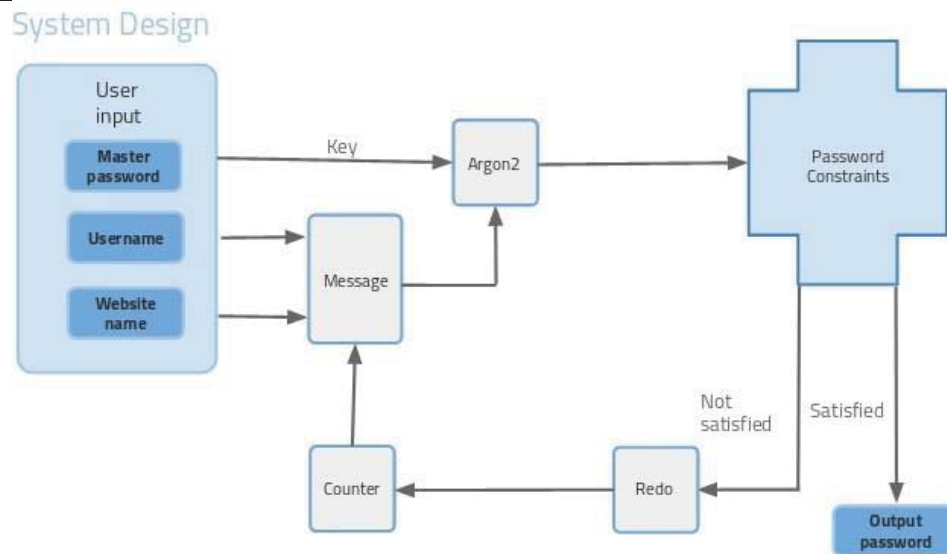 System Design
User
input
Master
password
Key
Argon2
Password
Constraints
Username
Message
Website
name
Not
satisfied
Satisfied
Counter
Redo
Output
password